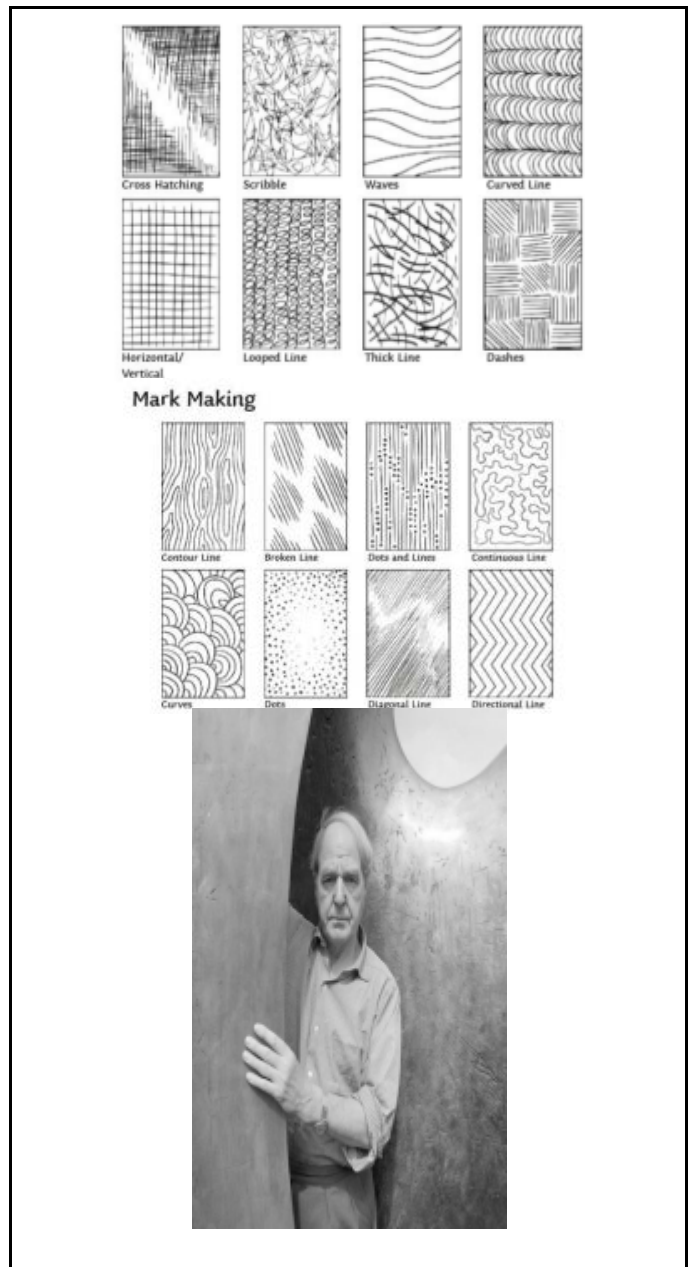 Cross Hatching
Scribble
Waves
Curved Line
Horizontal/
Vertical
Looped Line
Thick Line
Dashes
Mark Making
Contour Line
Broken Line
Dots and Lines
Continuous Line
Curves
Dots
Diagonal Line
Directional Line